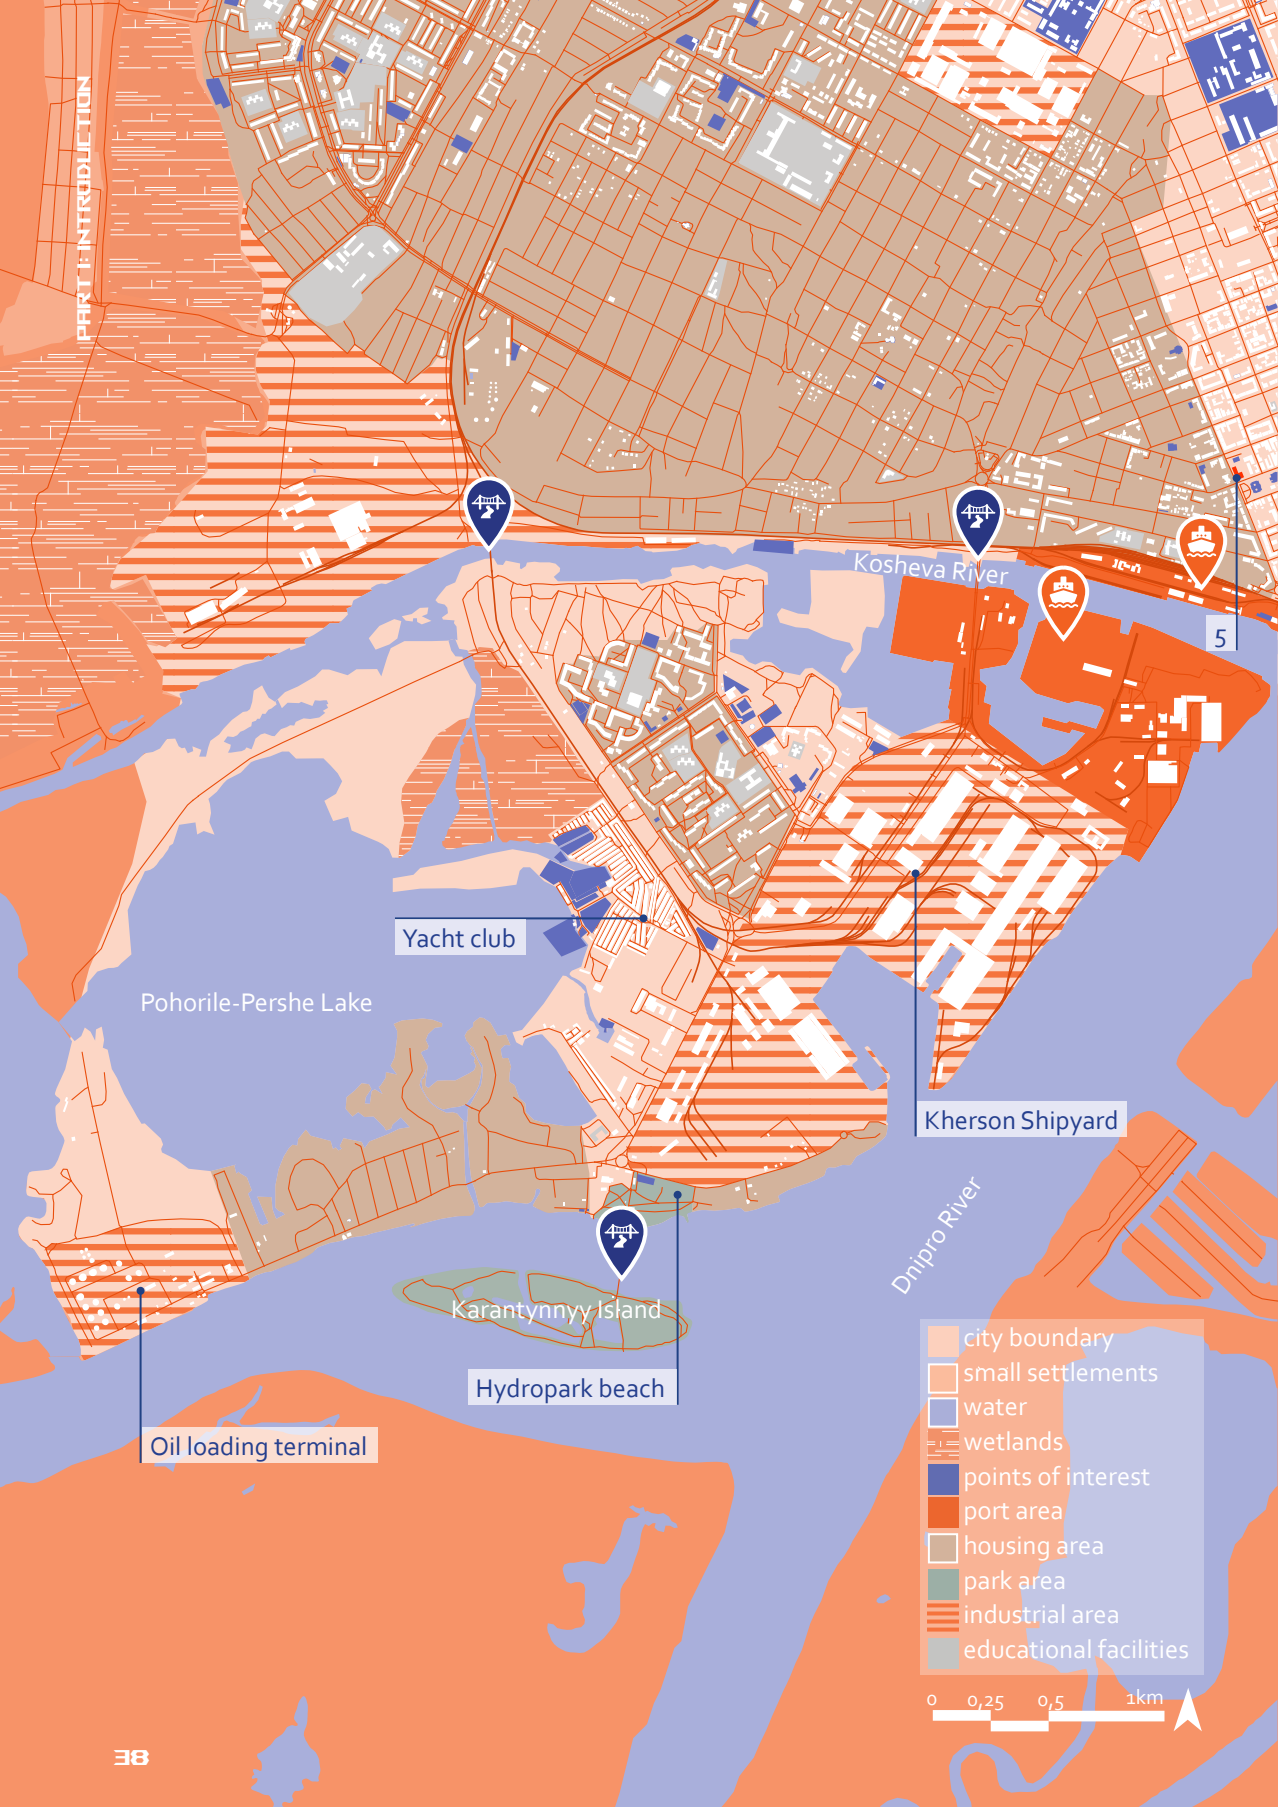 PART I: INTRODUCTION
Kosheva River
5
Yacht club
Pohorile-Pershe Lake
Kherson Shipyard
Dnipro River
Karantynnyy Island
Hydropark beach
Oil loading terminal
city boundary
small settlements
water
wetlands
points of interest
port area
housing area
park area
industrial area
educational facilities
0 0,25 0,5 1km
38